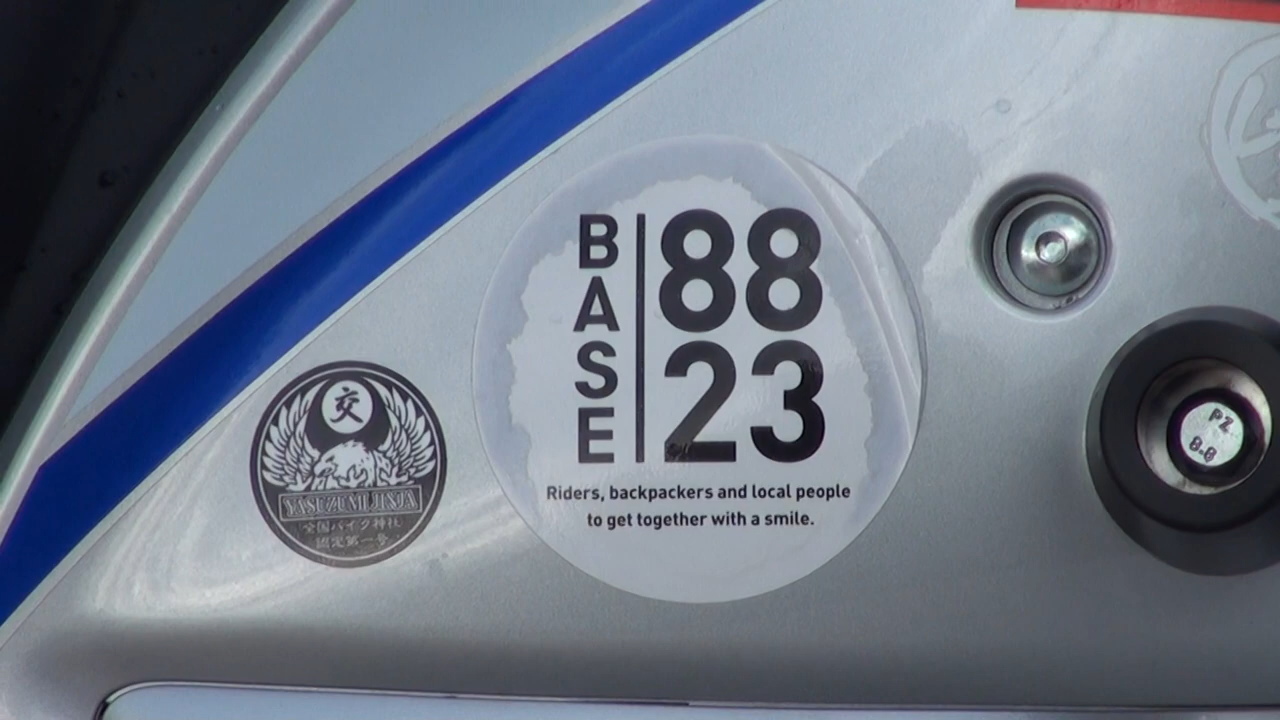 BASE
88
23
Riders, backpackers and local people
to get together with a smile.
交
YASUZUMI JINJA
全国バイク神社
認定第一号
PZ
8.8